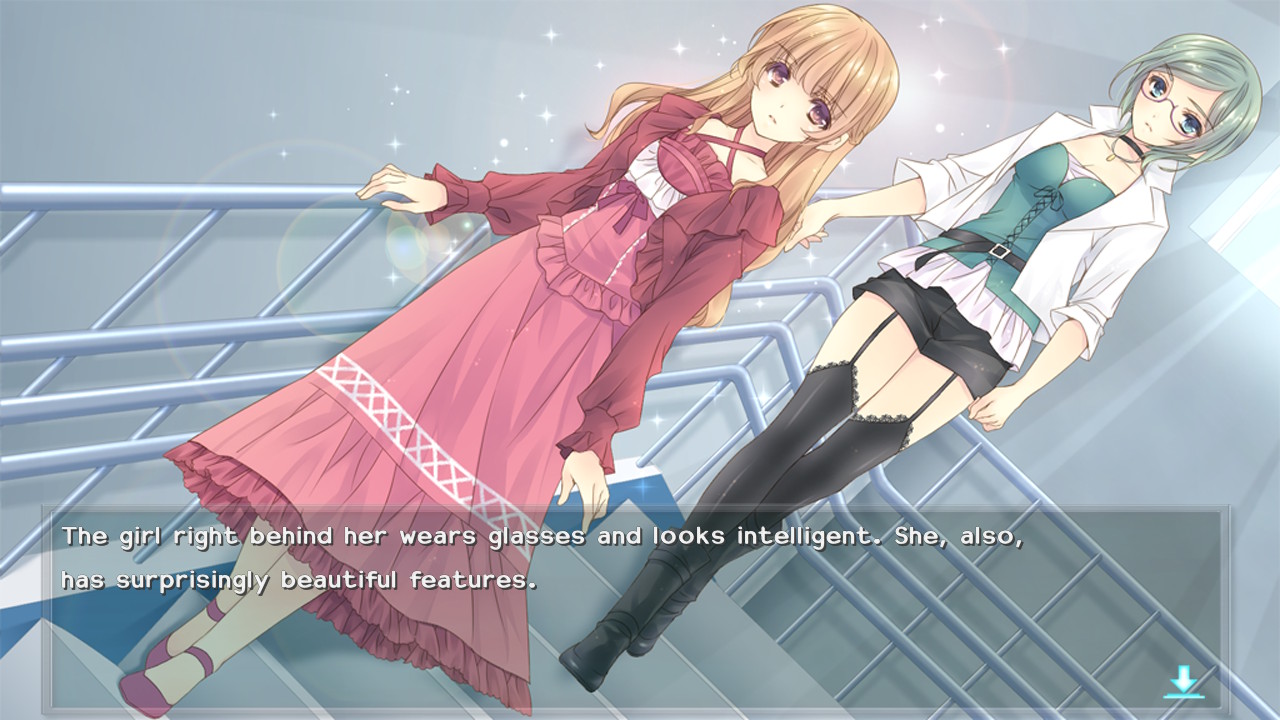 The girl right behind her wears glasses and looks intelligent. She, also,
has surprisingly beautiful features.